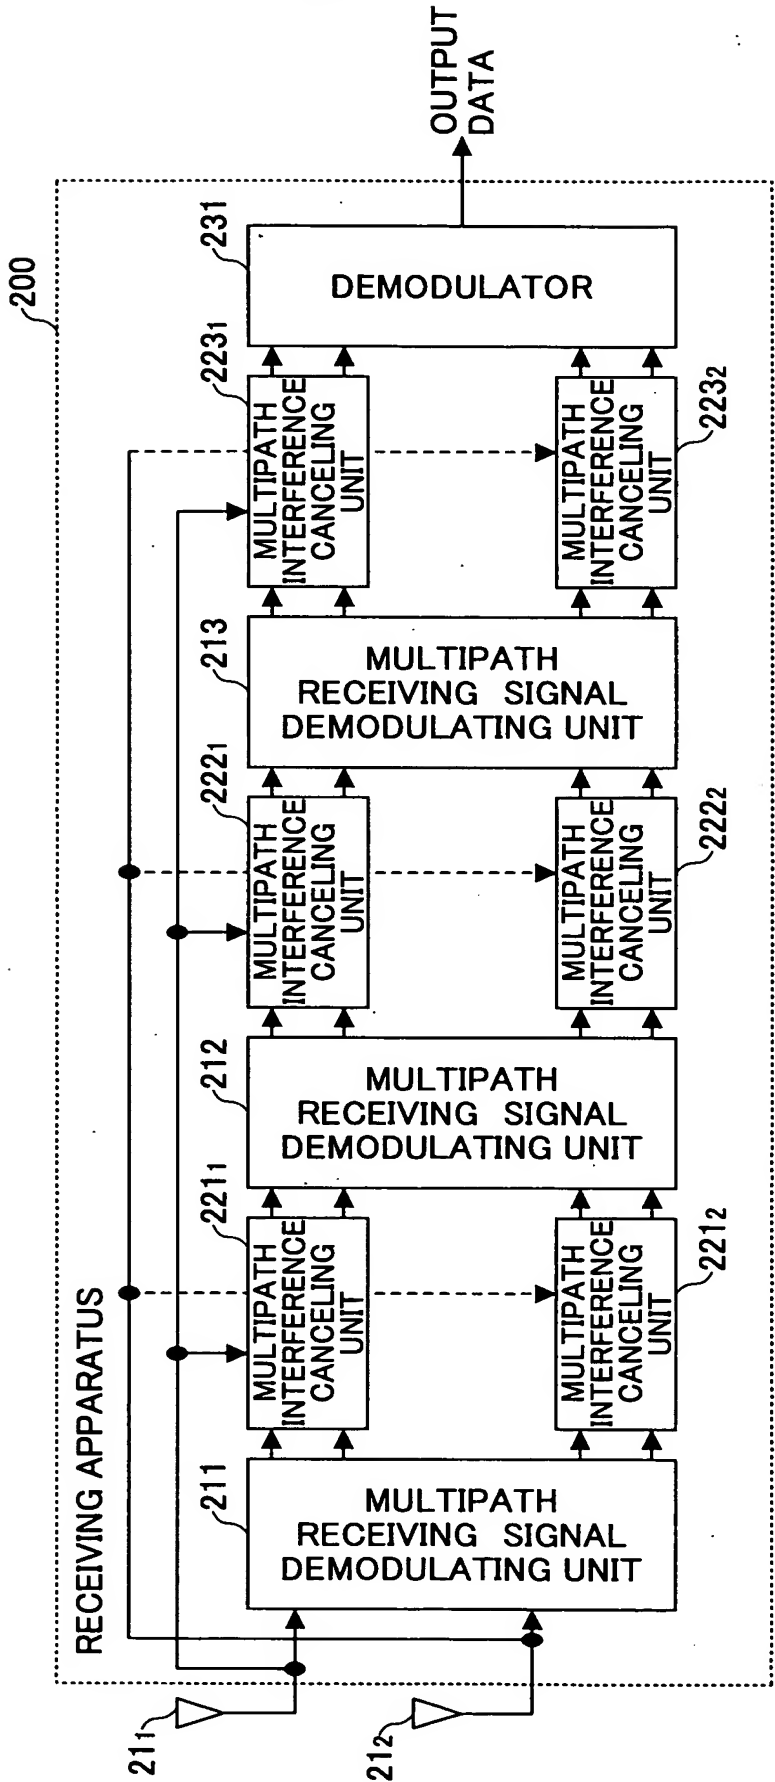 200
RECEIVING APPARATUS
21₁
21₂
211
MULTIPATH
RECEIVING SIGNAL
DEMODULATING UNIT
221₁
MULTIPATH
INTERFERENCE
CANCELING
UNIT
221₂
MULTIPATH
INTERFERENCE
CANCELING
UNIT
212
MULTIPATH
RECEIVING SIGNAL
DEMODULATING UNIT
222₁
MULTIPATH
INTERFERENCE
CANCELING
UNIT
222₂
MULTIPATH
INTERFERENCE
CANCELING
UNIT
213
MULTIPATH
RECEIVING SIGNAL
DEMODULATING UNIT
223₁
MULTIPATH
INTERFERENCE
CANCELING
UNIT
223₂
MULTIPATH
INTERFERENCE
CANCELING
UNIT
231
DEMODULATOR
OUTPUT
DATA